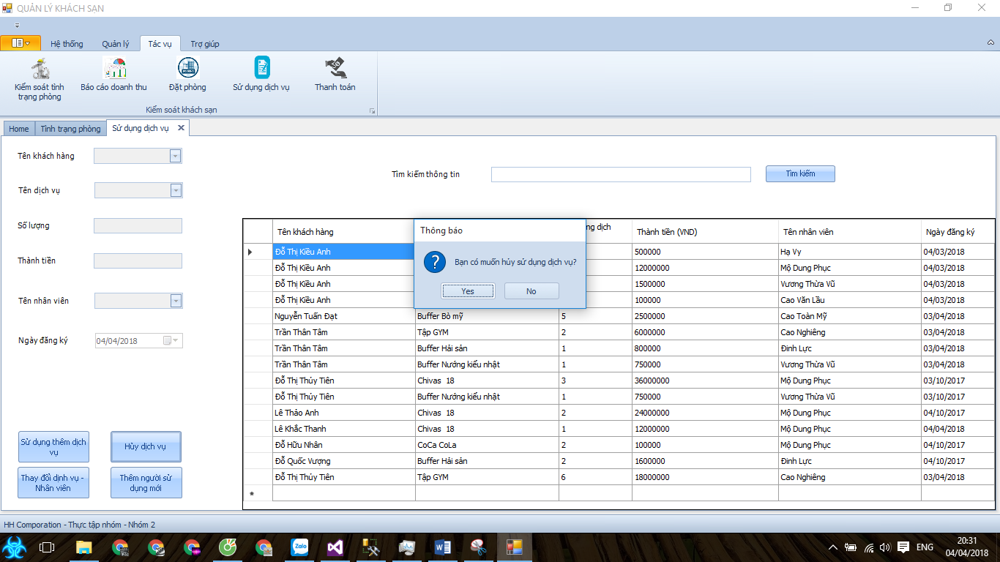 QUẢN LÝ KHÁCH SẠN
Hệ thống Quản lý Tác vụ Trợ giúp
Kiểm soát tình trạng phòng
Báo cáo doanh thu
Đặt phòng
Sử dụng dịch vụ
Thanh toán
Kiểm soát khách sạn
Home Tình trạng phòng Sử dụng dịch vụ
Tên khách hàng
Tên dịch vụ
Số lượng
Thành tiền
Tên nhân viên
Ngày đăng ký 04/04/2018
Sử dụng thêm dịch vụ
Hủy dịch vụ
Thay đổi dịnh vụ - Nhân viên
Thêm người sử dụng mới
Tìm kiếm thông tin Tìm kiếm
Tên khách hàng ng dịch Thành tiền (VND) Tên nhân viên Ngày đăng ký
Đỗ Thị Kiều Anh 500000 Hạ Vy 04/03/2018
Đỗ Thị Kiều Anh 12000000 Mộ Dung Phục 04/03/2018
Đỗ Thị Kiều Anh 1500000 Vương Thừa Vũ 04/03/2018
Đỗ Thị Kiều Anh 100000 Cao Văn Lầu 04/03/2018
Nguyễn Tuấn Đạt Buffer Bò mỹ 5 2500000 Cao Toàn Mỹ 03/04/2018
Trần Thân Tâm Tập GYM 2 6000000 Cao Nghiêng 03/04/2018
Trần Thân Tâm Buffer Hải sản 1 800000 Đinh Lực 03/04/2018
Trần Thân Tâm Buffer Nướng kiểu nhật 1 750000 Vương Thừa Vũ 03/04/2018
Đỗ Thị Thủy Tiên Chivas 18 3 36000000 Mộ Dung Phục 03/10/2017
Đỗ Thị Thủy Tiên Buffer Nướng kiểu nhật 1 750000 Vương Thừa Vũ 03/10/2017
Lê Thảo Anh Chivas 18 2 24000000 Mộ Dung Phục 04/10/2017
Lê Khắc Thanh Chivas 18 1 12000000 Mộ Dung Phục 04/04/2018
Đỗ Hữu Nhân CoCa CoLa 2 100000 Mộ Dung Phục 04/10/2017
Đỗ Quốc Vượng Buffer Hải sản 2 1600000 Đinh Lực 04/10/2017
Đỗ Thị Thủy Tiên Tập GYM 6 18000000 Cao Nghiêng 03/04/2018
Thông báo
Bạn có muốn hủy sử dụng dịch vụ?
Yes No
HH Comporation - Thực tập nhóm - Nhóm 2
Zalo
ENG
20:31
04/04/2018